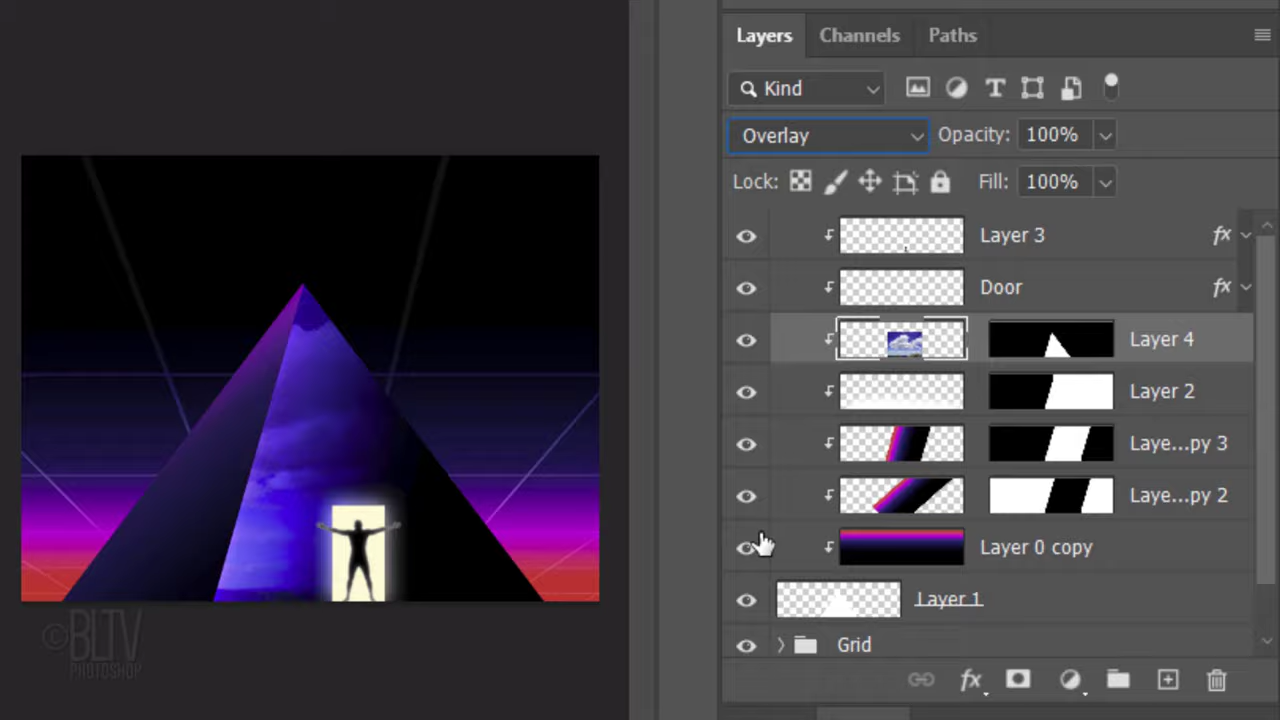 Layers Channels Paths
Kind
Overlay Opacity: 100%
Lock: Fill: 100%
Layer 3 fx
Door fx
Layer 4
Layer 2
Laye...py 3
Laye...py 2
Layer 0 copy
Layer 1
Grid
fx
©BLTV
PHOTOSHOP